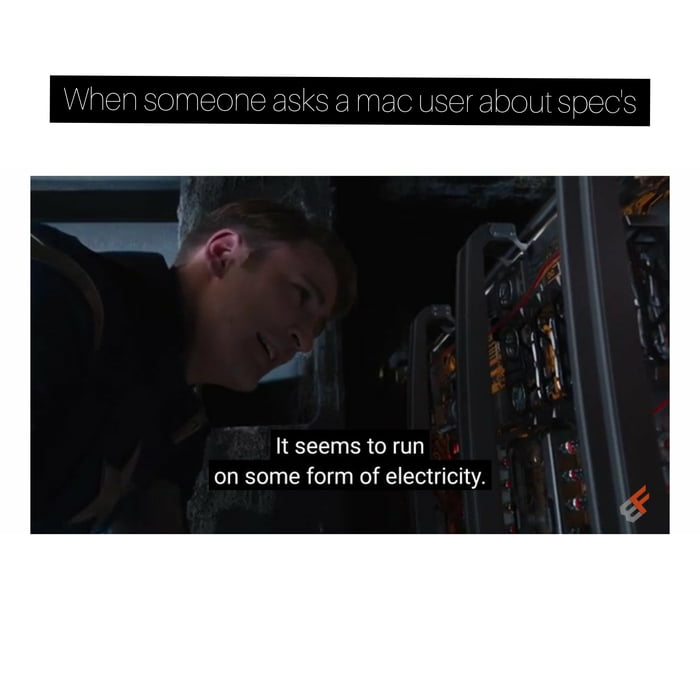 When someone asks a mac user about spec's
It seems to run
on some form of electricity.